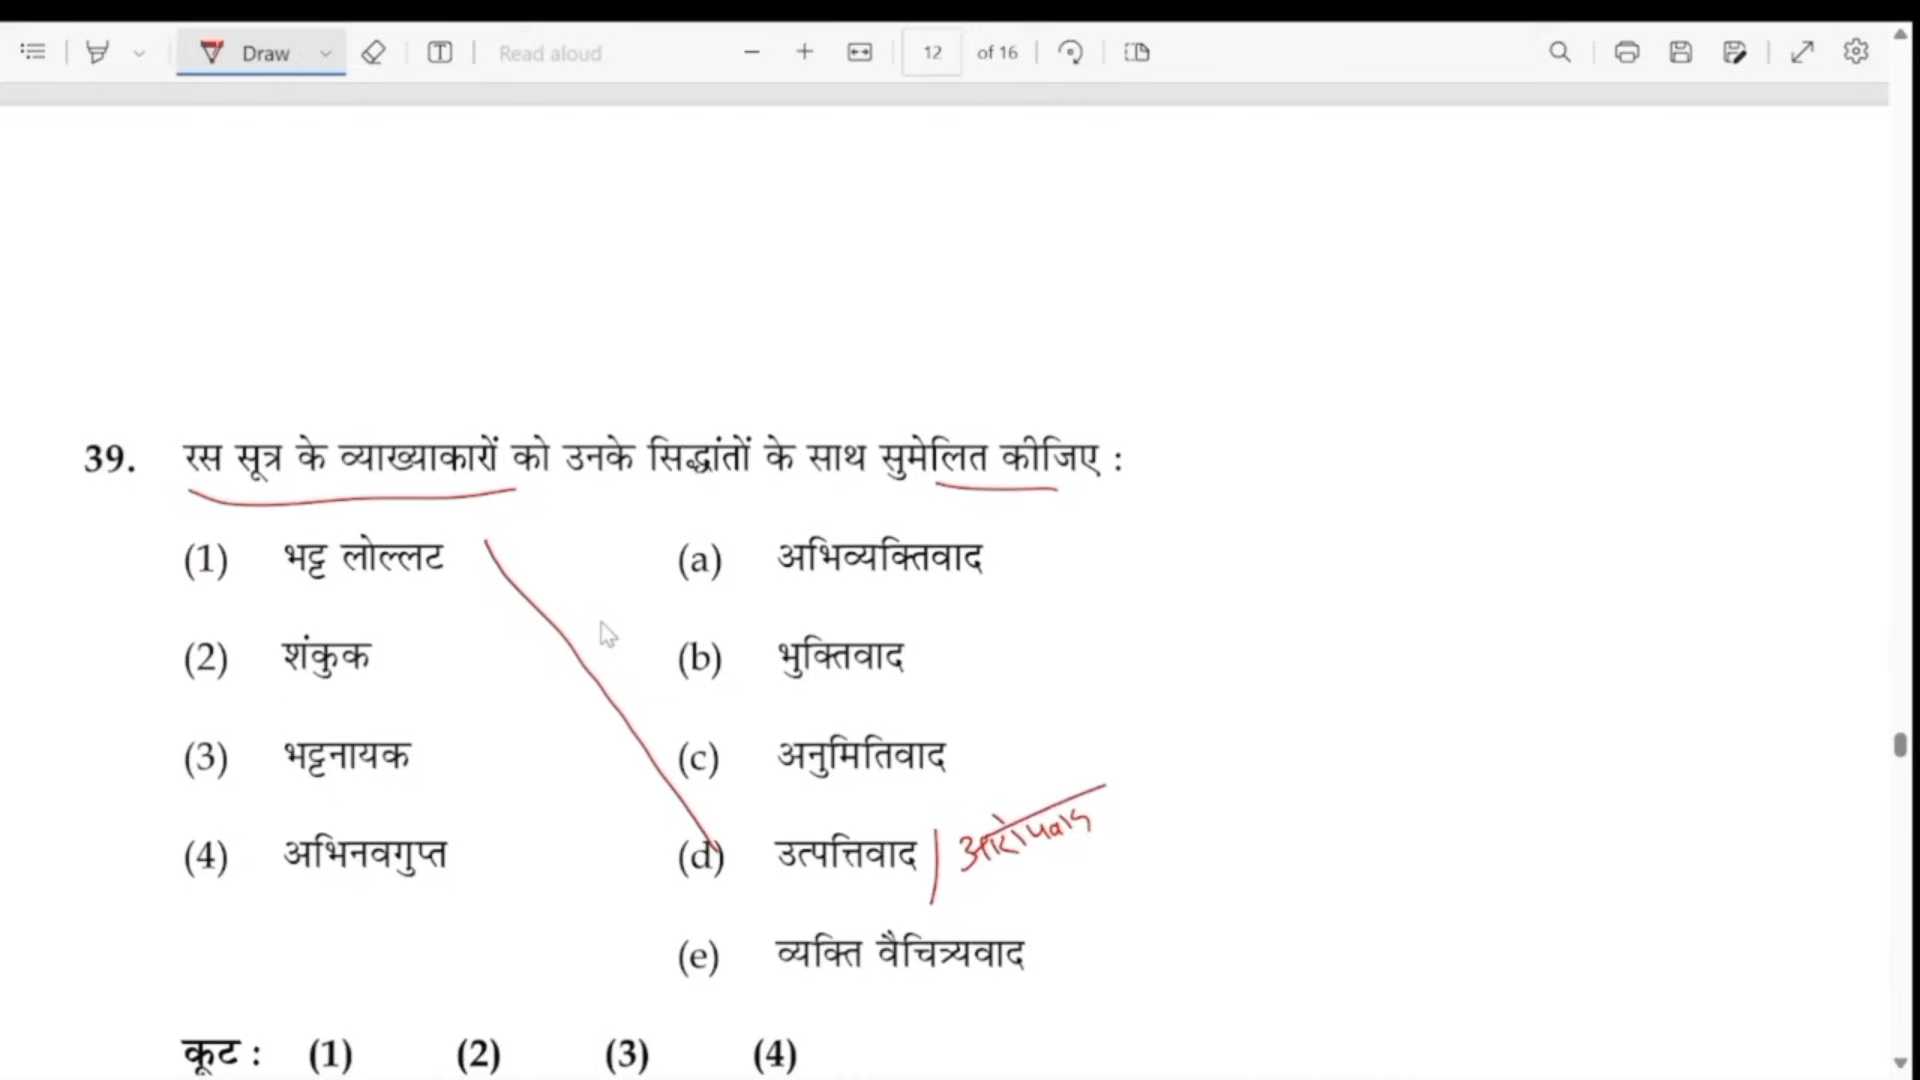 Draw Read aloud 12 of 16
39. रस सूत्र के व्याख्याकारों को उनके सिद्धांतों के साथ सुमेलित कीजिए :
(1) भट्ट लोल्लट (a) अभिव्यक्तिवाद
(2) शंकुक (b) भुक्तिवाद
(3) भट्टनायक (c) अनुमितिवाद
(4) अभिनवगुप्त (d) उत्पत्तिवाद आरोपवाद
(e) व्यक्ति वैचित्र्यवाद
कूट : (1) (2) (3) (4)